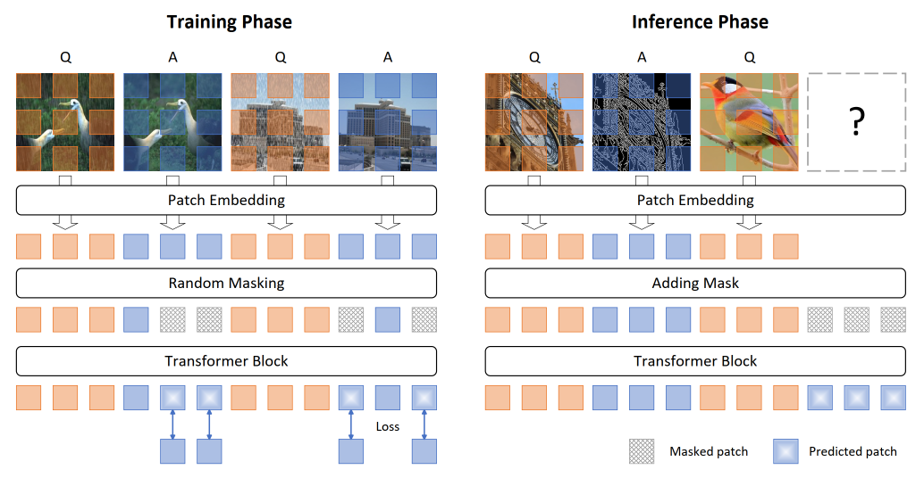 Training Phase
Q A Q A
Patch Embedding
Random Masking
Transformer Block
Loss
Inference Phase
Q A Q
?
Patch Embedding
Adding Mask
Transformer Block
Masked patch
Predicted patch